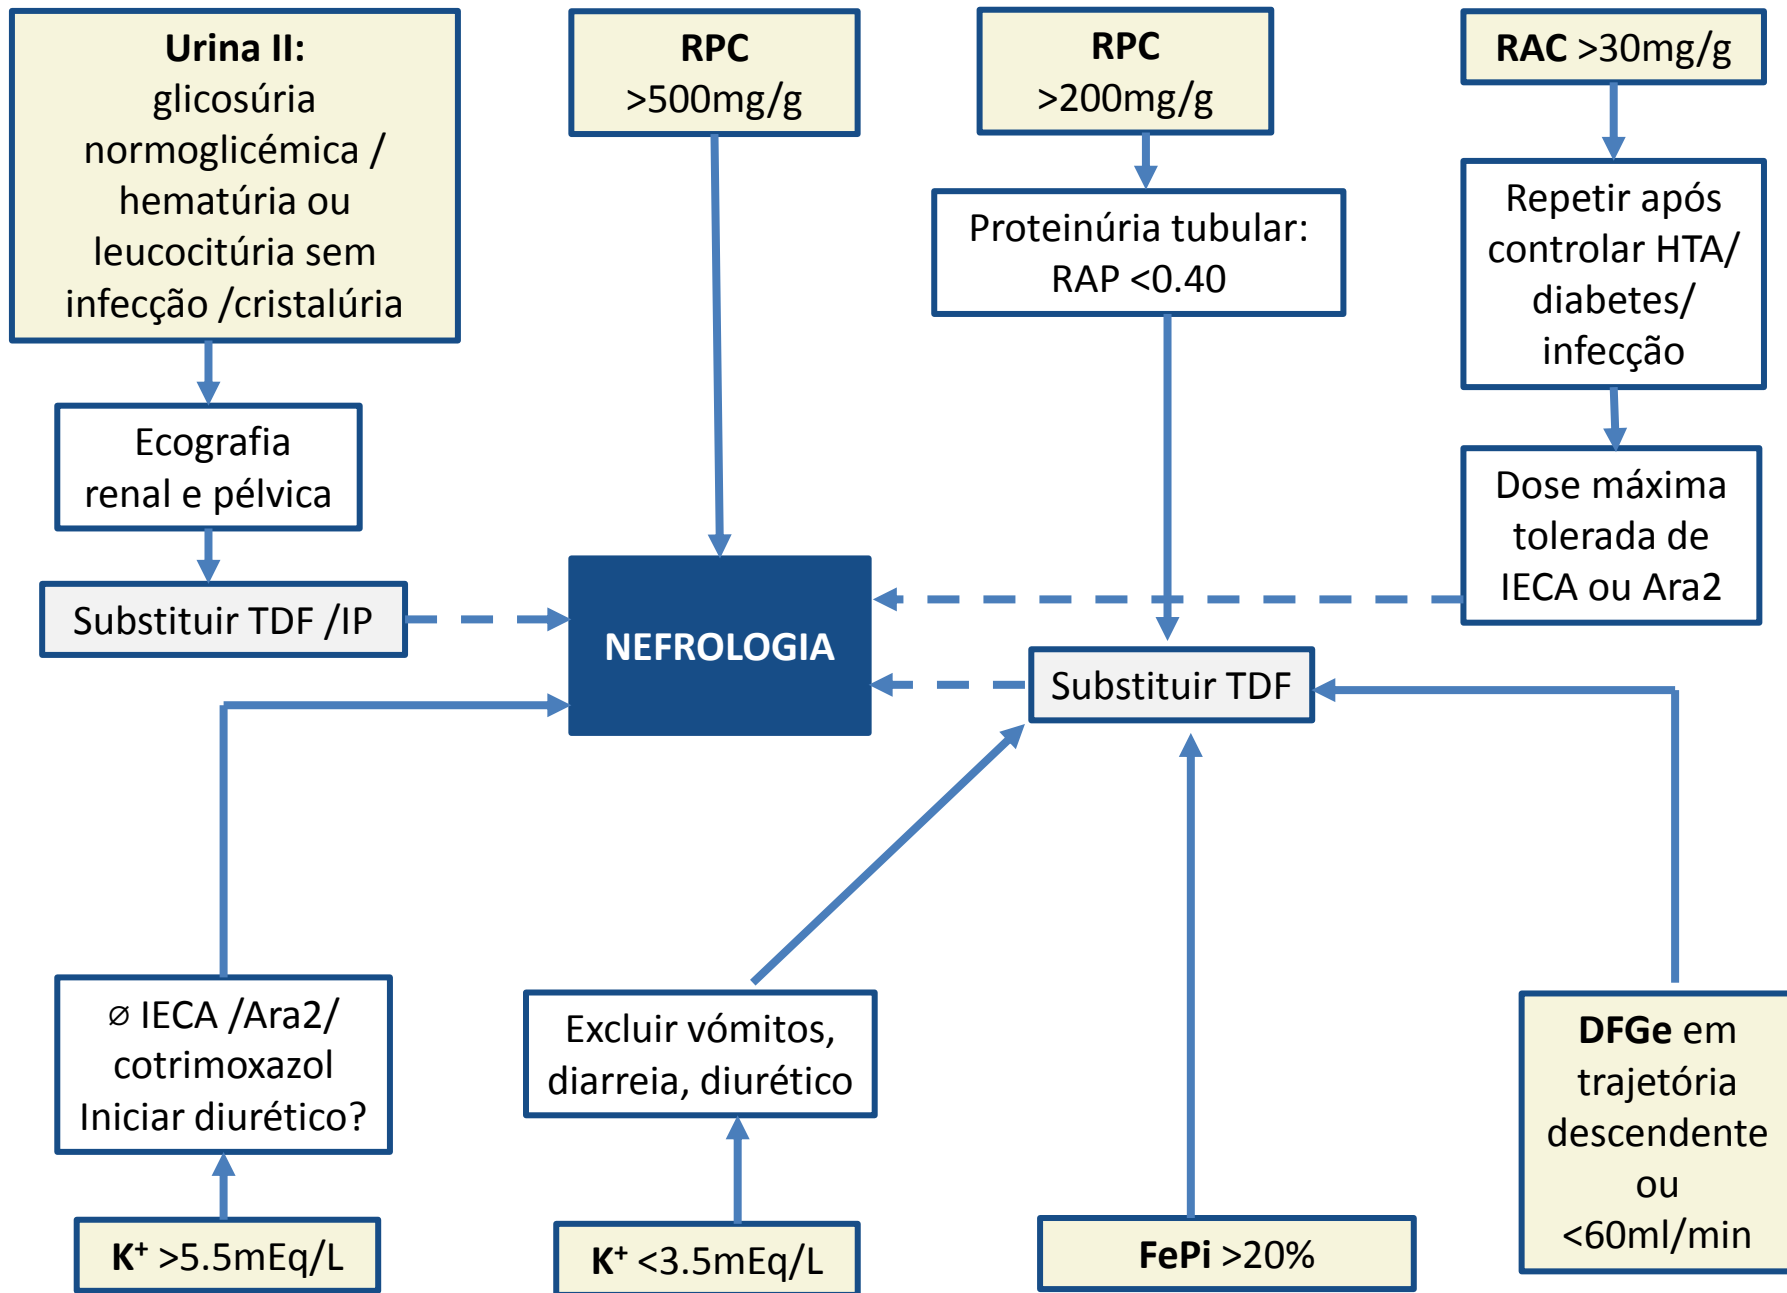 Urina II:
glicosúria
normoglicémica /
hematúria ou
leucocitúria sem
infecção /cristalúria
RPC
>500mg/g
RPC
>200mg/g
RAC >30mg/g
Proteinúria tubular:
RAP <0.40
Repetir após
controlar HTA/
diabetes/
infecção
Ecografia
renal e pélvica
Dose máxima
tolerada de
IECA ou Ara2
Substituir TDF /IP
NEFROLOGIA
Substituir TDF
∅ IECA /Ara2/
cotrimoxazol
Iniciar diurético?
Excluir vómitos,
diarreia, diurético
DFGe em
trajetória
descendente
ou
<60ml/min
K⁺ >5.5mEq/L
K⁺ <3.5mEq/L
FePi >20%